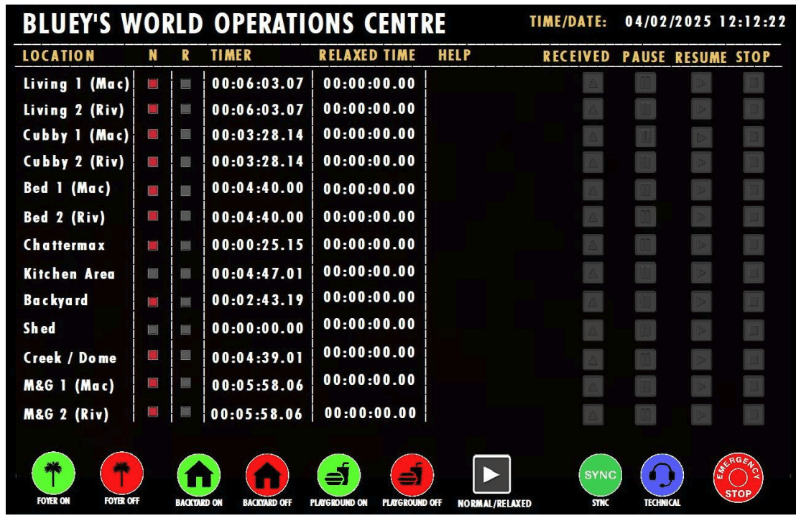 BLUEY'S WORLD OPERATIONS CENTRE TIME/DATE: 04/02/2025 12:12:22
LOCATION N R TIMER RELAXED TIME HELP RECEIVED PAUSE RESUME STOP
Living 1 (Mac) 00:06:03.07 00:00:00.00
Living 2 (Riv) 00:06:03.07 00:00:00.00
Cubby 1 (Mac) 00:03:28.14 00:00:00.00
Cubby 2 (Riv) 00:03:28.14 00:00:00.00
Bed 1 (Mac) 00:04:40.00 00:00:00.00
Bed 2 (Riv) 00:04:40.00 00:00:00.00
Chattermax 00:00:25.15 00:00:00.00
Kitchen Area 00:04:47.01 00:00:00.00
Backyard 00:02:43.19 00:00:00.00
Shed 00:00:00.00 00:00:00.00
Creek / Dome 00:04:39.01 00:00:00.00
M&G 1 (Mac) 00:05:58.06 00:00:00.00
M&G 2 (Riv) 00:05:58.06 00:00:00.00
SYNC EMERGENCY STOP
FOYER ON FOYER OFF BACKYARD ON BACKYARD OFF PLAYGROUND ON PLAYGROUND OFF NORMAL/RELAXED SYNC TECHNICAL